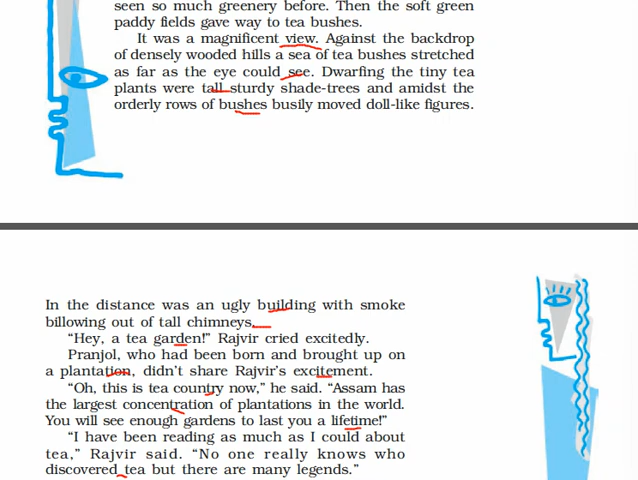 seen so much greenery before. Then the soft green
paddy fields gave way to tea bushes.
It was a magnificent view. Against the backdrop
of densely wooded hills a sea of tea bushes stretched
as far as the eye could see. Dwarfing the tiny tea
plants were tall sturdy shade-trees and amidst the
orderly rows of bushes busily moved doll-like figures.
In the distance was an ugly building with smoke
billowing out of tall chimneys.
“Hey, a tea garden!” Rajvir cried excitedly.
Pranjol, who had been born and brought up on
a plantation, didn’t share Rajvir’s excitement.
“Oh, this is tea country now,” he said. “Assam has
the largest concentration of plantations in the world.
You will see enough gardens to last you a lifetime!”
“I have been reading as much as I could about
tea,” Rajvir said. “No one really knows who
discovered tea but there are many legends.”